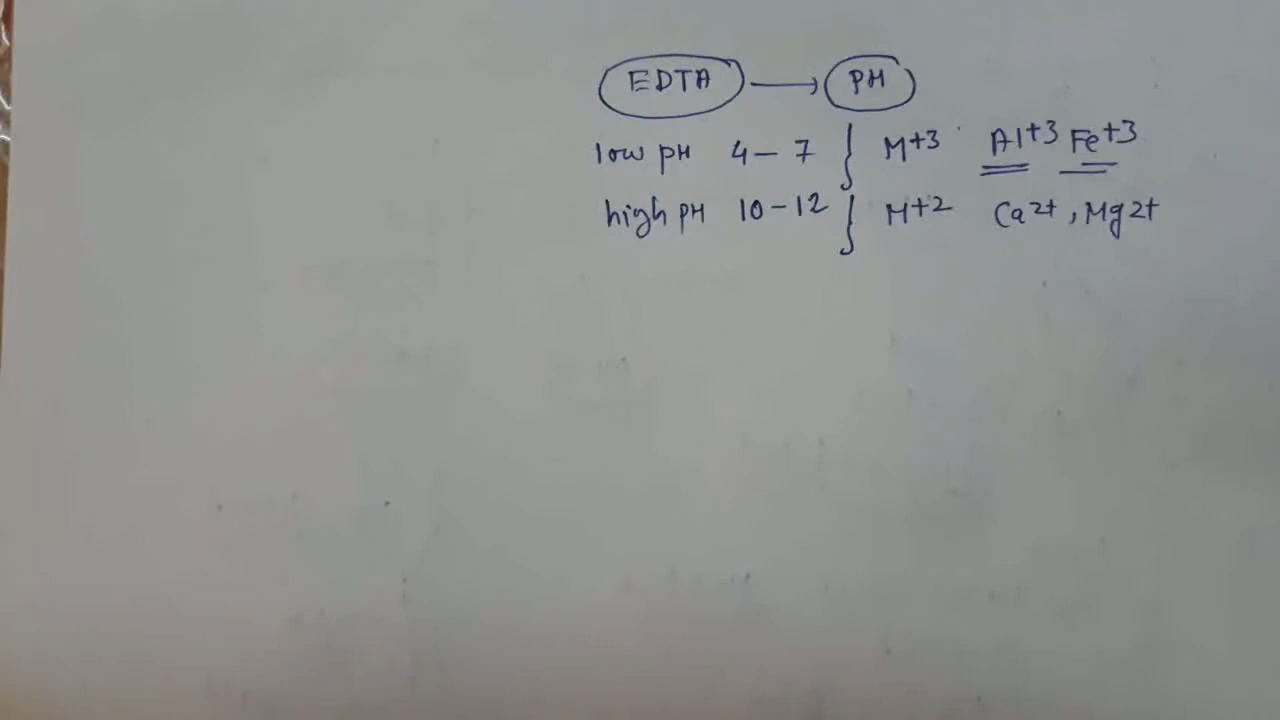 EDTA → PH
low pH 4 – 7 } M+3 Al+3 Fe+3
high PH 10 – 12 } M+2 Ca2+, Mg2+